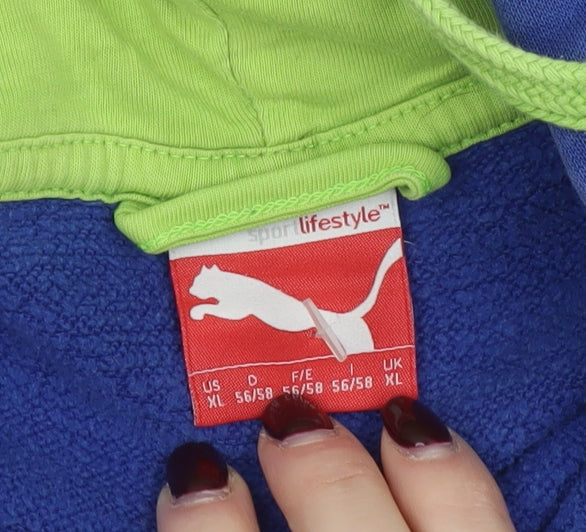 sportlifestyle™
US D F/E I UK
XL 56/58 56/58 56/58 XL